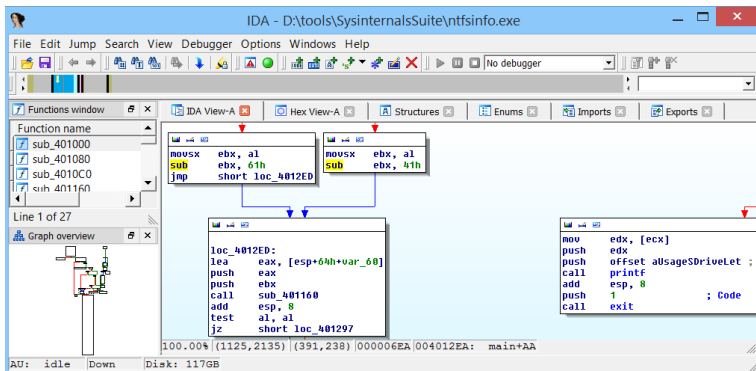 IDA - D:\tools\SysinternalsSuite\ntfsinfo.exe
File Edit Jump Search View Debugger Options Windows Help
No debugger
Functions window
IDA View-A
Hex View-A
Structures
Enums
Imports
Exports
Function name
sub_401000
sub_401080
sub_4010C0
sub_401160
Line 1 of 27
Graph overview
movsx ebx, al
sub ebx, 61h
jmp short loc_4012ED
movsx ebx, al
sub ebx, 41h
loc_4012ED:
lea eax, [esp+64h+var_60]
push eax
push ebx
call sub_401160
add esp, 8
test al, al
jz short loc_401297
mov edx, [ecx]
push edx
push offset aUsageSDriveLet ;
call printf
add esp, 8
push 1 ; Code
call exit
100.00% (1125,2135) (391,238) 000006EA 004012EA: main+AA
AU: idle Down Disk: 117GB